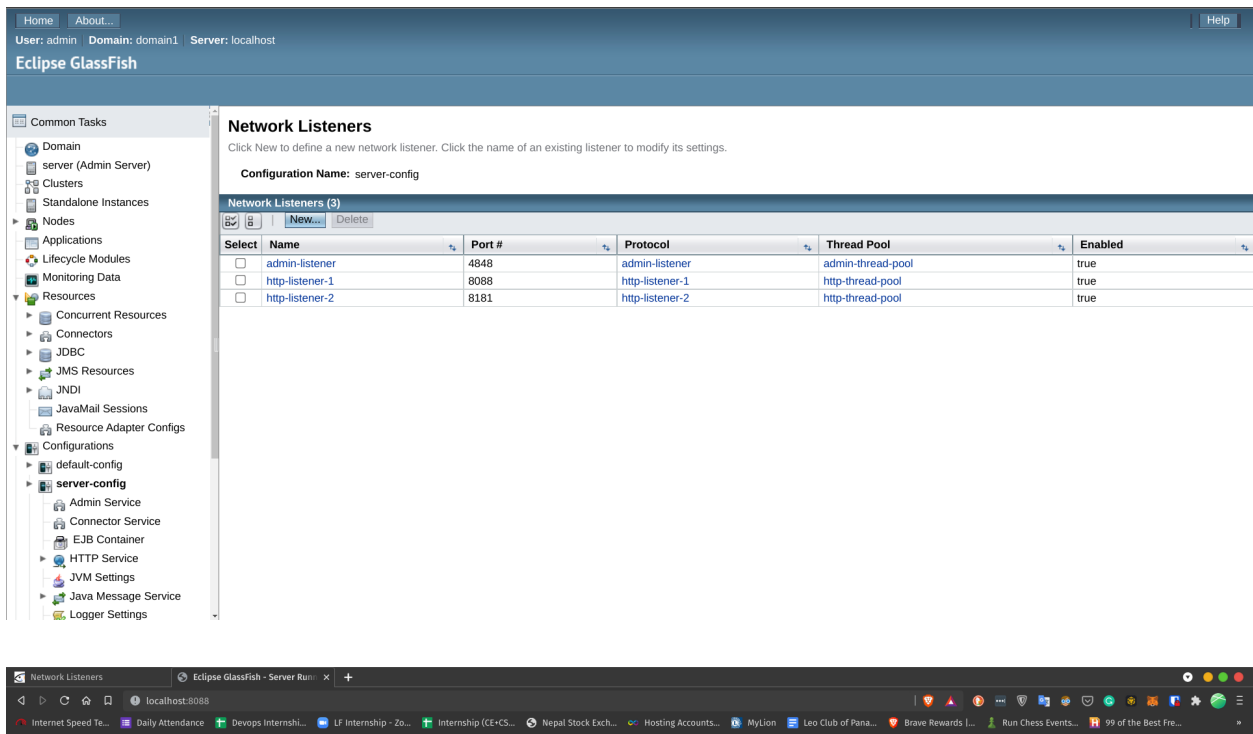 Home About... Help
User: admin Domain: domain1 Server: localhost
Eclipse GlassFish
Common Tasks
Domain
server (Admin Server)
Clusters
Standalone Instances
Nodes
Applications
Lifecycle Modules
Monitoring Data
Resources
Concurrent Resources
Connectors
JDBC
JMS Resources
JNDI
JavaMail Sessions
Resource Adapter Configs
Configurations
default-config
server-config
Admin Service
Connector Service
EJB Container
HTTP Service
JVM Settings
Java Message Service
Logger Settings
Network Listeners
Click New to define a new network listener. Click the name of an existing listener to modify its settings.
Configuration Name: server-config
Network Listeners (3)
New... Delete
Select Name Port # Protocol Thread Pool Enabled
admin-listener 4848 admin-listener admin-thread-pool true
http-listener-1 8088 http-listener-1 http-thread-pool true
http-listener-2 8181 http-listener-2 http-thread-pool true
Network Listeners Eclipse GlassFish - Server Runn
localhost:8088
Internet Speed Te... Daily Attendance Devops Internshi... LF Internship - Zo... Internship (CE+CS... Nepal Stock Exch... Hosting Accounts... MyLion Leo Club of Pana... Brave Rewards |... Run Chess Events... 99 of the Best Fre... »